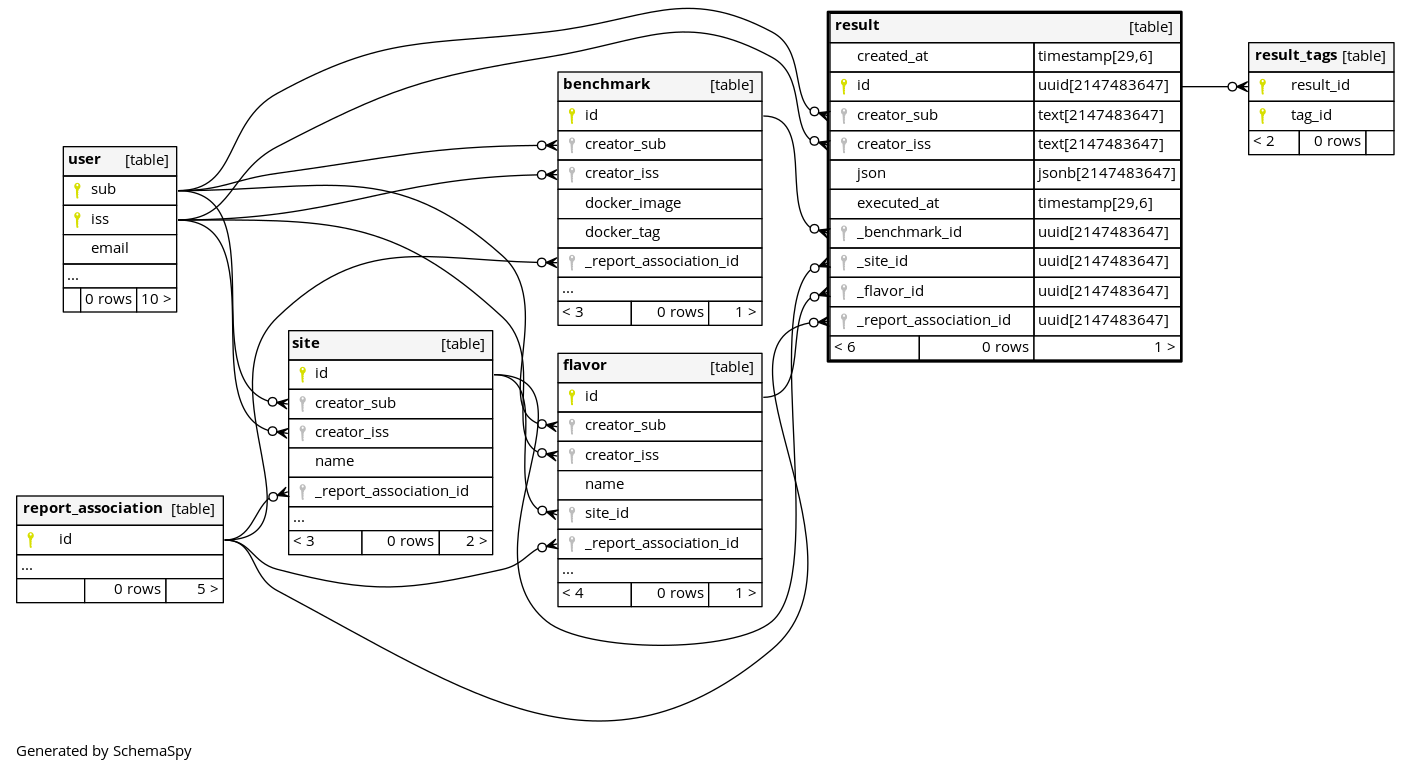 user [table]
sub
iss
email
...
0 rows 10 >
report_association [table]
id
...
0 rows 5 >
site [table]
id
creator_sub
creator_iss
name
_report_association_id
...
< 3 0 rows 2 >
benchmark [table]
id
creator_sub
creator_iss
docker_image
docker_tag
_report_association_id
...
< 3 0 rows 1 >
flavor [table]
id
creator_sub
creator_iss
name
site_id
_report_association_id
...
< 4 0 rows 1 >
result [table]
created_at timestamp[29,6]
id uuid[2147483647]
creator_sub text[2147483647]
creator_iss text[2147483647]
json jsonb[2147483647]
executed_at timestamp[29,6]
_benchmark_id uuid[2147483647]
_site_id uuid[2147483647]
_flavor_id uuid[2147483647]
_report_association_id uuid[2147483647]
< 6 0 rows 1 >
result_tags [table]
result_id
tag_id
< 2 0 rows
Generated by SchemaSpy